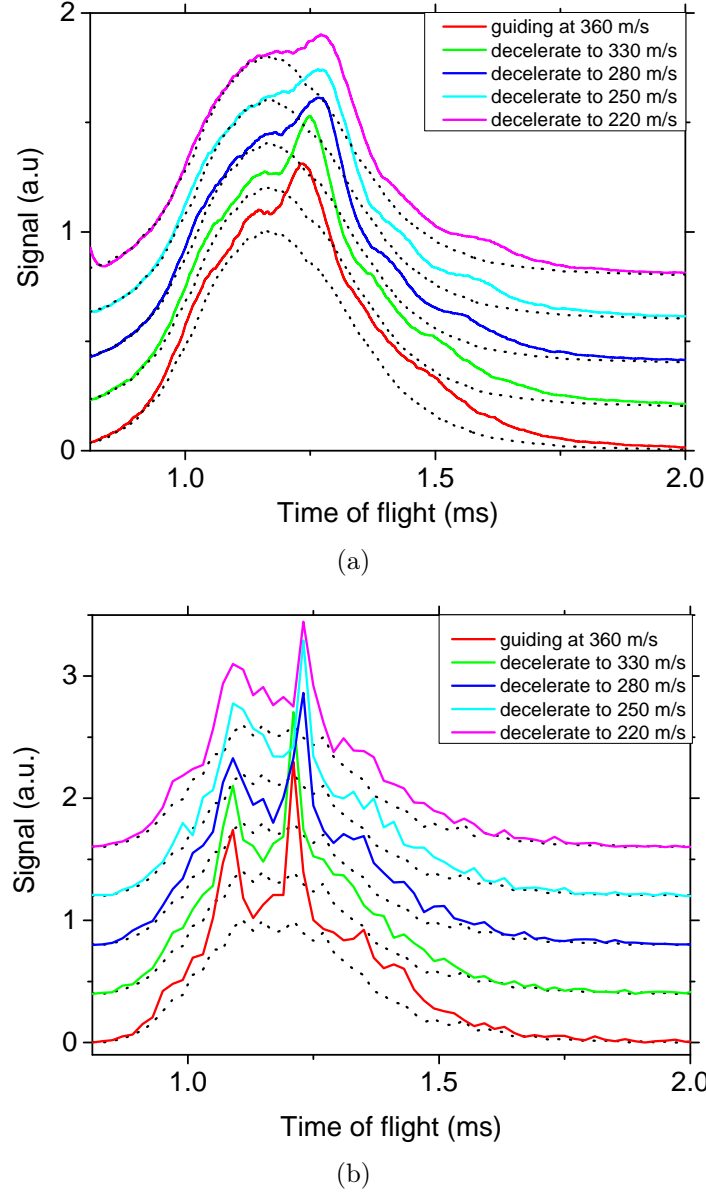 2
guiding at 360 m/s
decelerate to 330 m/s
decelerate to 280 m/s
decelerate to 250 m/s
decelerate to 220 m/s
Signal (a.u)
1
0
1.0 1.5 2.0
Time of flight (ms)
(a)
guiding at 360 m/s
decelerate to 330 m/s
decelerate to 280 m/s
decelerate to 250 m/s
decelerate to 220 m/s
3
Signal (a.u.)
2
1
0
1.0 1.5 2.0
Time of flight (ms)
(b)